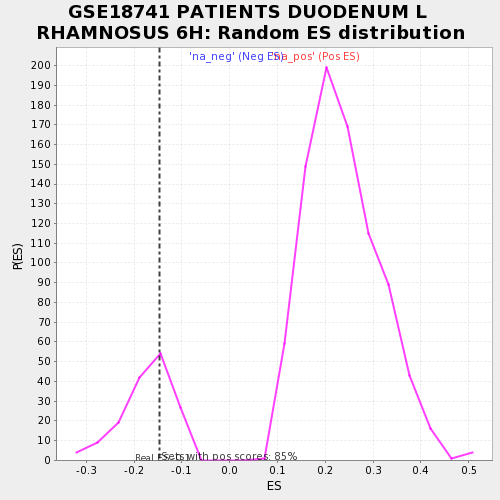 GSE18741 PATIENTS DUODENUM L
RHAMNOSUS 6H: Random ES distribution
'na_neg' (Neg ES)
'na_pos' (Pos ES)
200
190
180
170
160
150
140
130
120
110
100
90
80
70
60
50
40
30
20
10
0
P(ES)
Sets with pos scores: 85%
-0.3 -0.2 -0.1 0.0 0.1 0.2 0.3 0.4 0.5
ES